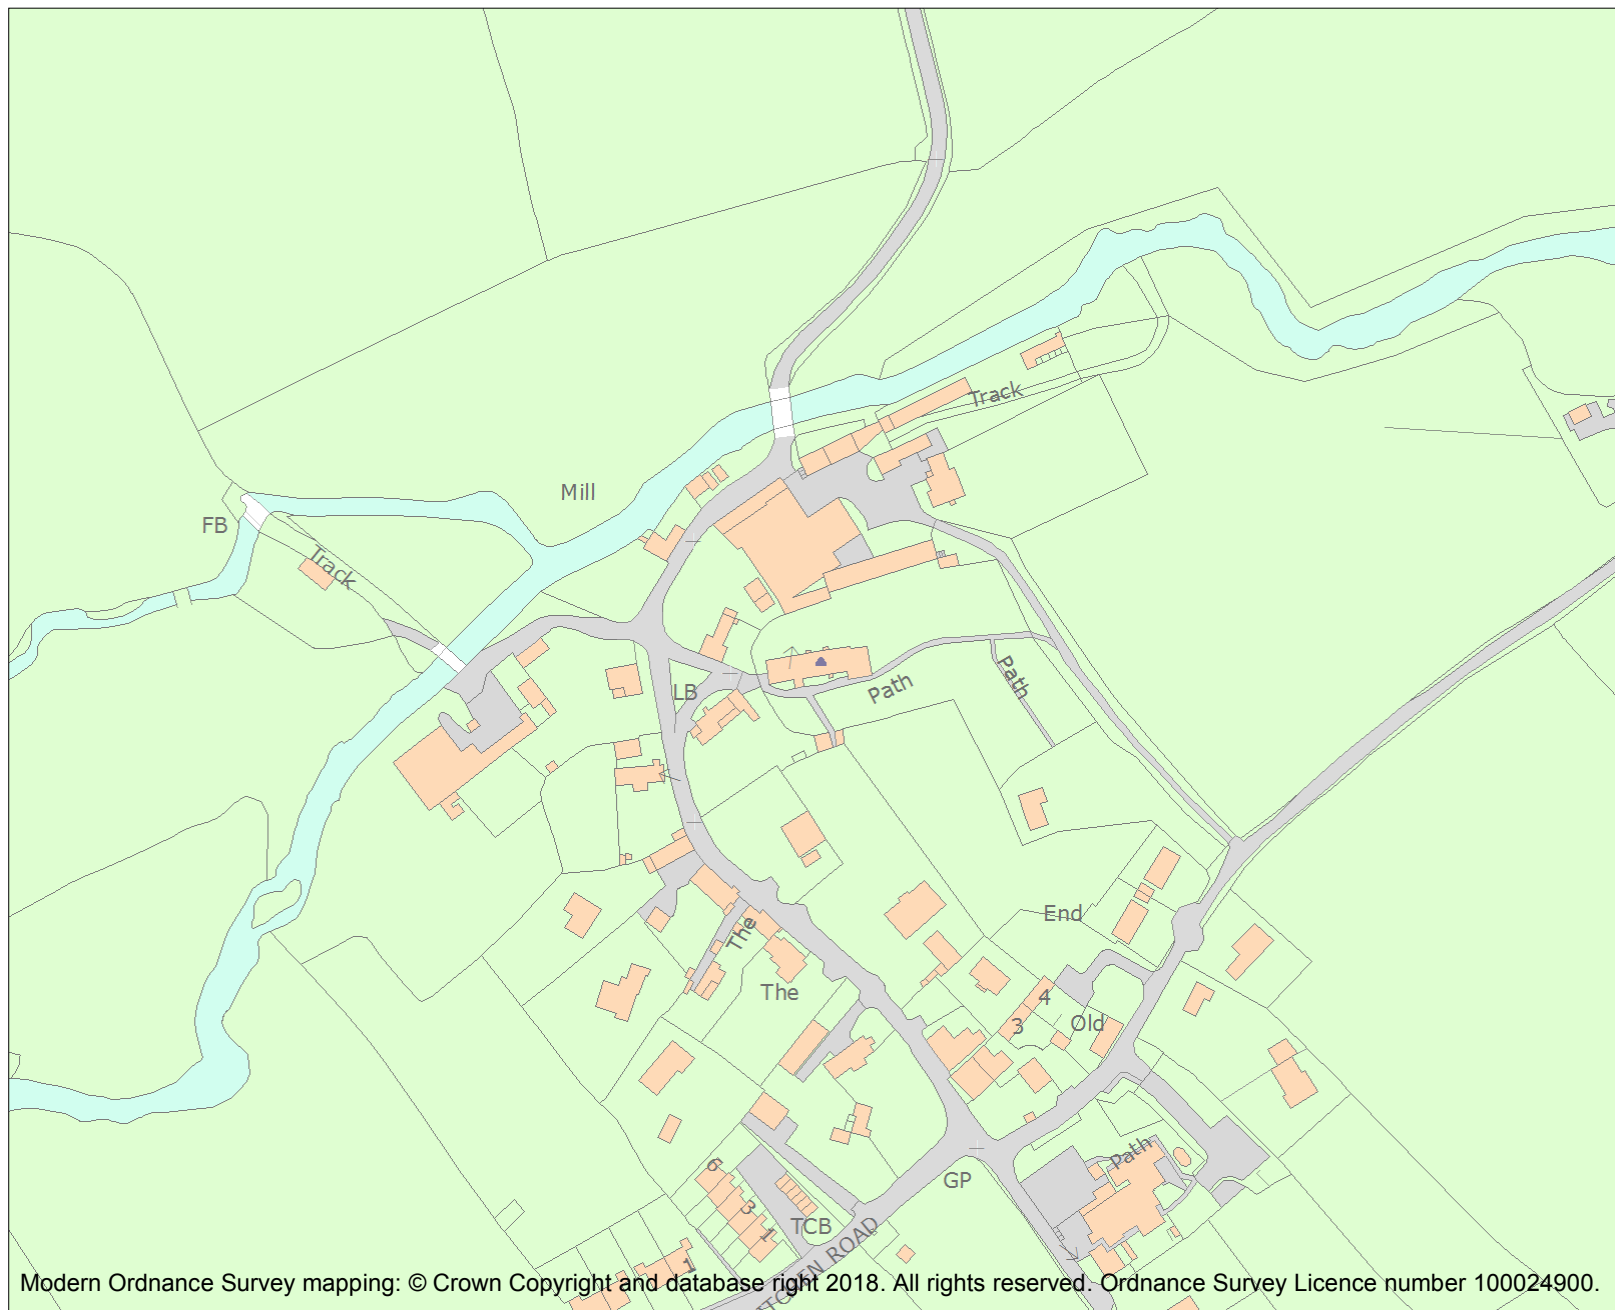 Track
Mill
FB
Track
Path
Path
LB
The
End
The
4
3
Old
Path
6
3
1
GP
TCB
1
Modern Ordnance Survey mapping: © Crown Copyright and database right 2018. All rights reserved. Ordnance Survey Licence number 100024900.